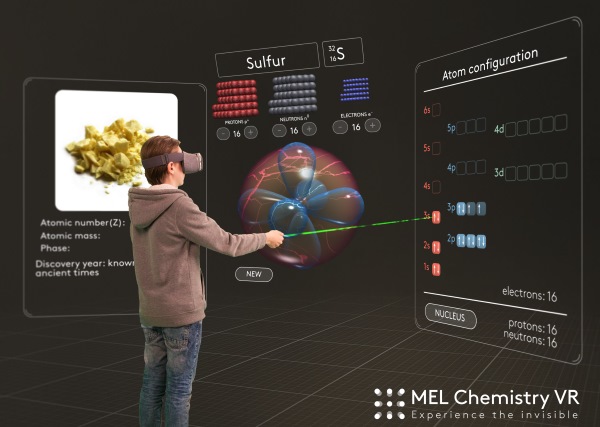 Sulfur
32
16
S
PROTONS p⁺
NEUTRONS n⁰
ELECTRONS e⁻
- 16 +
- 16 +
- 16 +
Atomic number(Z):
Atomic mass:
Phase:
Discovery year: know
ancient times
NEW
Atom configuration
6s
5p
4d
5s
4p
3d
4s
3p
3s
2p
2s
1s
electrons: 16
NUCLEUS
protons: 16
neutrons: 16
MEL Chemistry VR
Experience the invisible